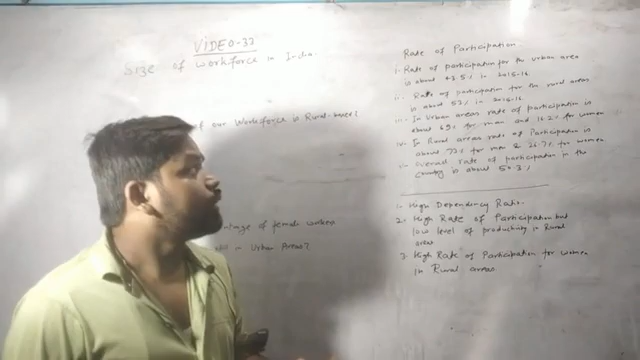 VIDEO-37
Size of workforce in India.
of our Workforce is Rural-based?
of female workers
in Urban Areas?
Rate of Participation
i. Rate of participation for the urban area
is about 43.5% in 2015-16
ii. Rate of participation for the rural areas
is about 53% in 2015-16
iii. In Urban areas rate of participation is
about 69% for man and 16.2% for women
iv. In Rural areas rate of Participation is
about 72% for men & 26.7% for women
v. Overall rate of participation in the
country is about 50.3%
1. High Dependency Ratio.
2. High Rate of Participation but
low level of productivity in Rural
areas
3. High Rate of Participation for women
in Rural areas